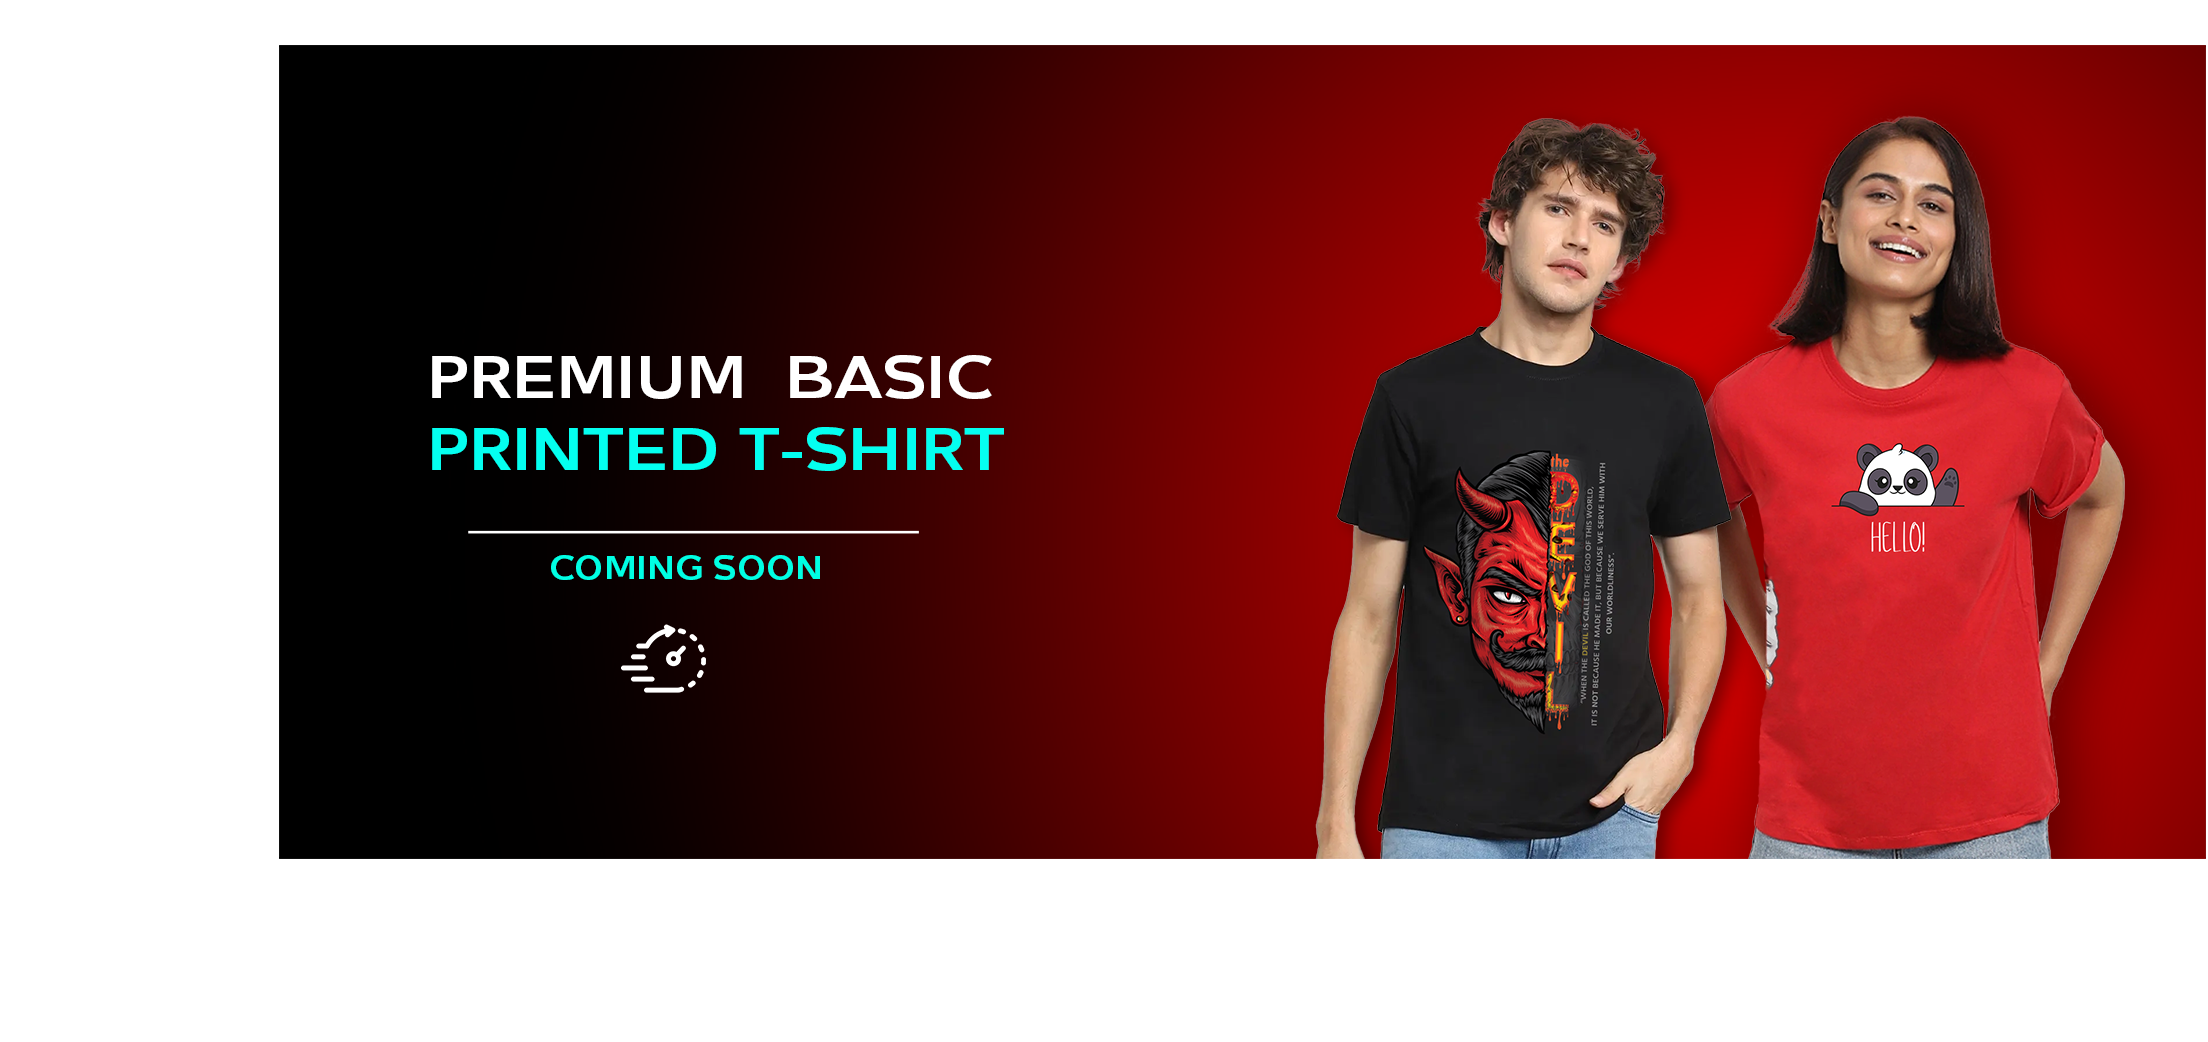 PREMIUM BASIC
PRINTED T-SHIRT
COMING SOON
the
DEVIL
"WHEN THE DEVIL IS CALLED THE GOD OF THIS WORLD,
IT IS NOT BECAUSE HE MADE IT, BUT BECAUSE WE SERVE HIM WITH
OUR WORLDLINESS".
HELLO!